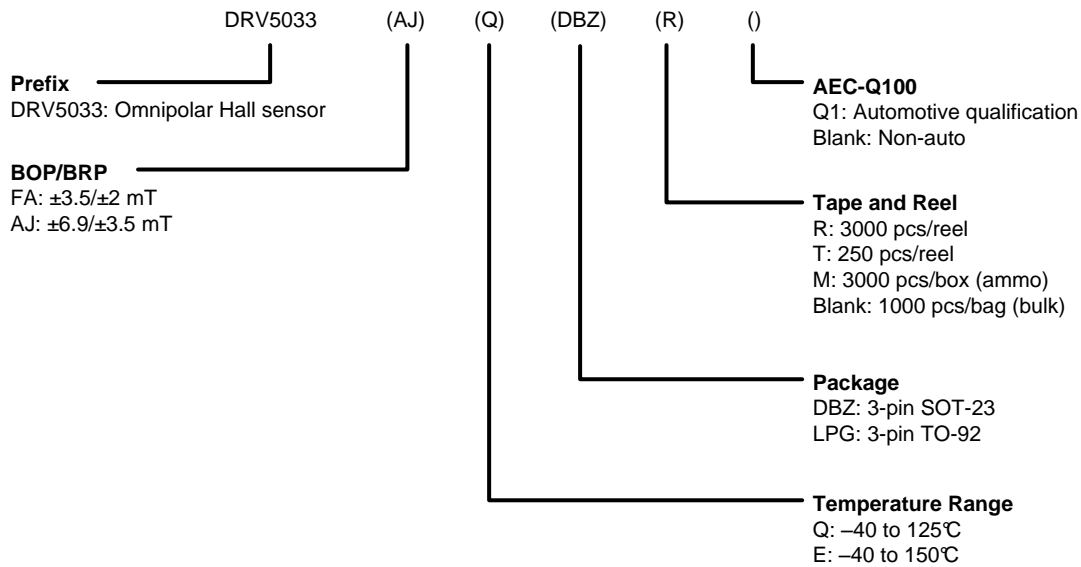 DRV5033 (AJ) (Q) (DBZ) (R) ()
Prefix
DRV5033: Omnipolar Hall sensor
BOP/BRP
FA: ±3.5/±2 mT
AJ: ±6.9/±3.5 mT
AEC-Q100
Q1: Automotive qualification
Blank: Non-auto
Tape and Reel
R: 3000 pcs/reel
T: 250 pcs/reel
M: 3000 pcs/box (ammo)
Blank: 1000 pcs/bag (bulk)
Package
DBZ: 3-pin SOT-23
LPG: 3-pin TO-92
Temperature Range
Q: –40 to 125°C
E: –40 to 150°C